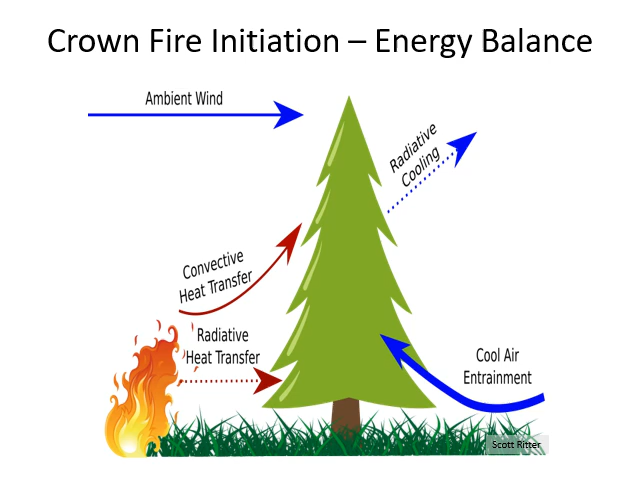 Crown Fire Initiation – Energy Balance
Ambient Wind
Radiative
Cooling
Convective
Heat Transfer
Radiative
Heat Transfer
Cool Air
Entrainment
Scott Ritter